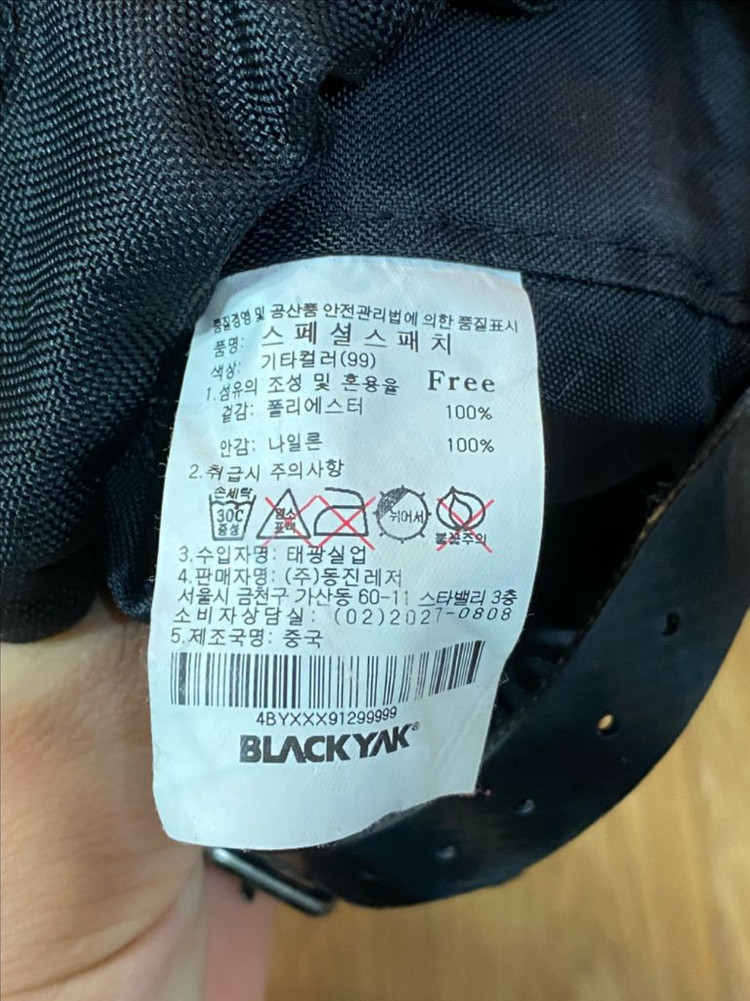 품질경영 및 공산품 안전관리법에 의한 품질표시
품명: 스페셜스패치
색상: 기타컬러(99)
Free
1.섬유의 조성 및 혼용율
겉감: 폴리에스터 100%
안감: 나일론 100%
2.취급시 주의사항
손세탁
30C
중성
염소
표백
뉘어서
불꽃주의
3.수입자명: 태광실업
4.판매자명: (주)동진레저
서울시 금천구 가산동 60-11 스타밸리 3층
소비자상담실: (02)2027-0808
5.제조국명: 중국
4BYXXX91299999
BLACKYAK®